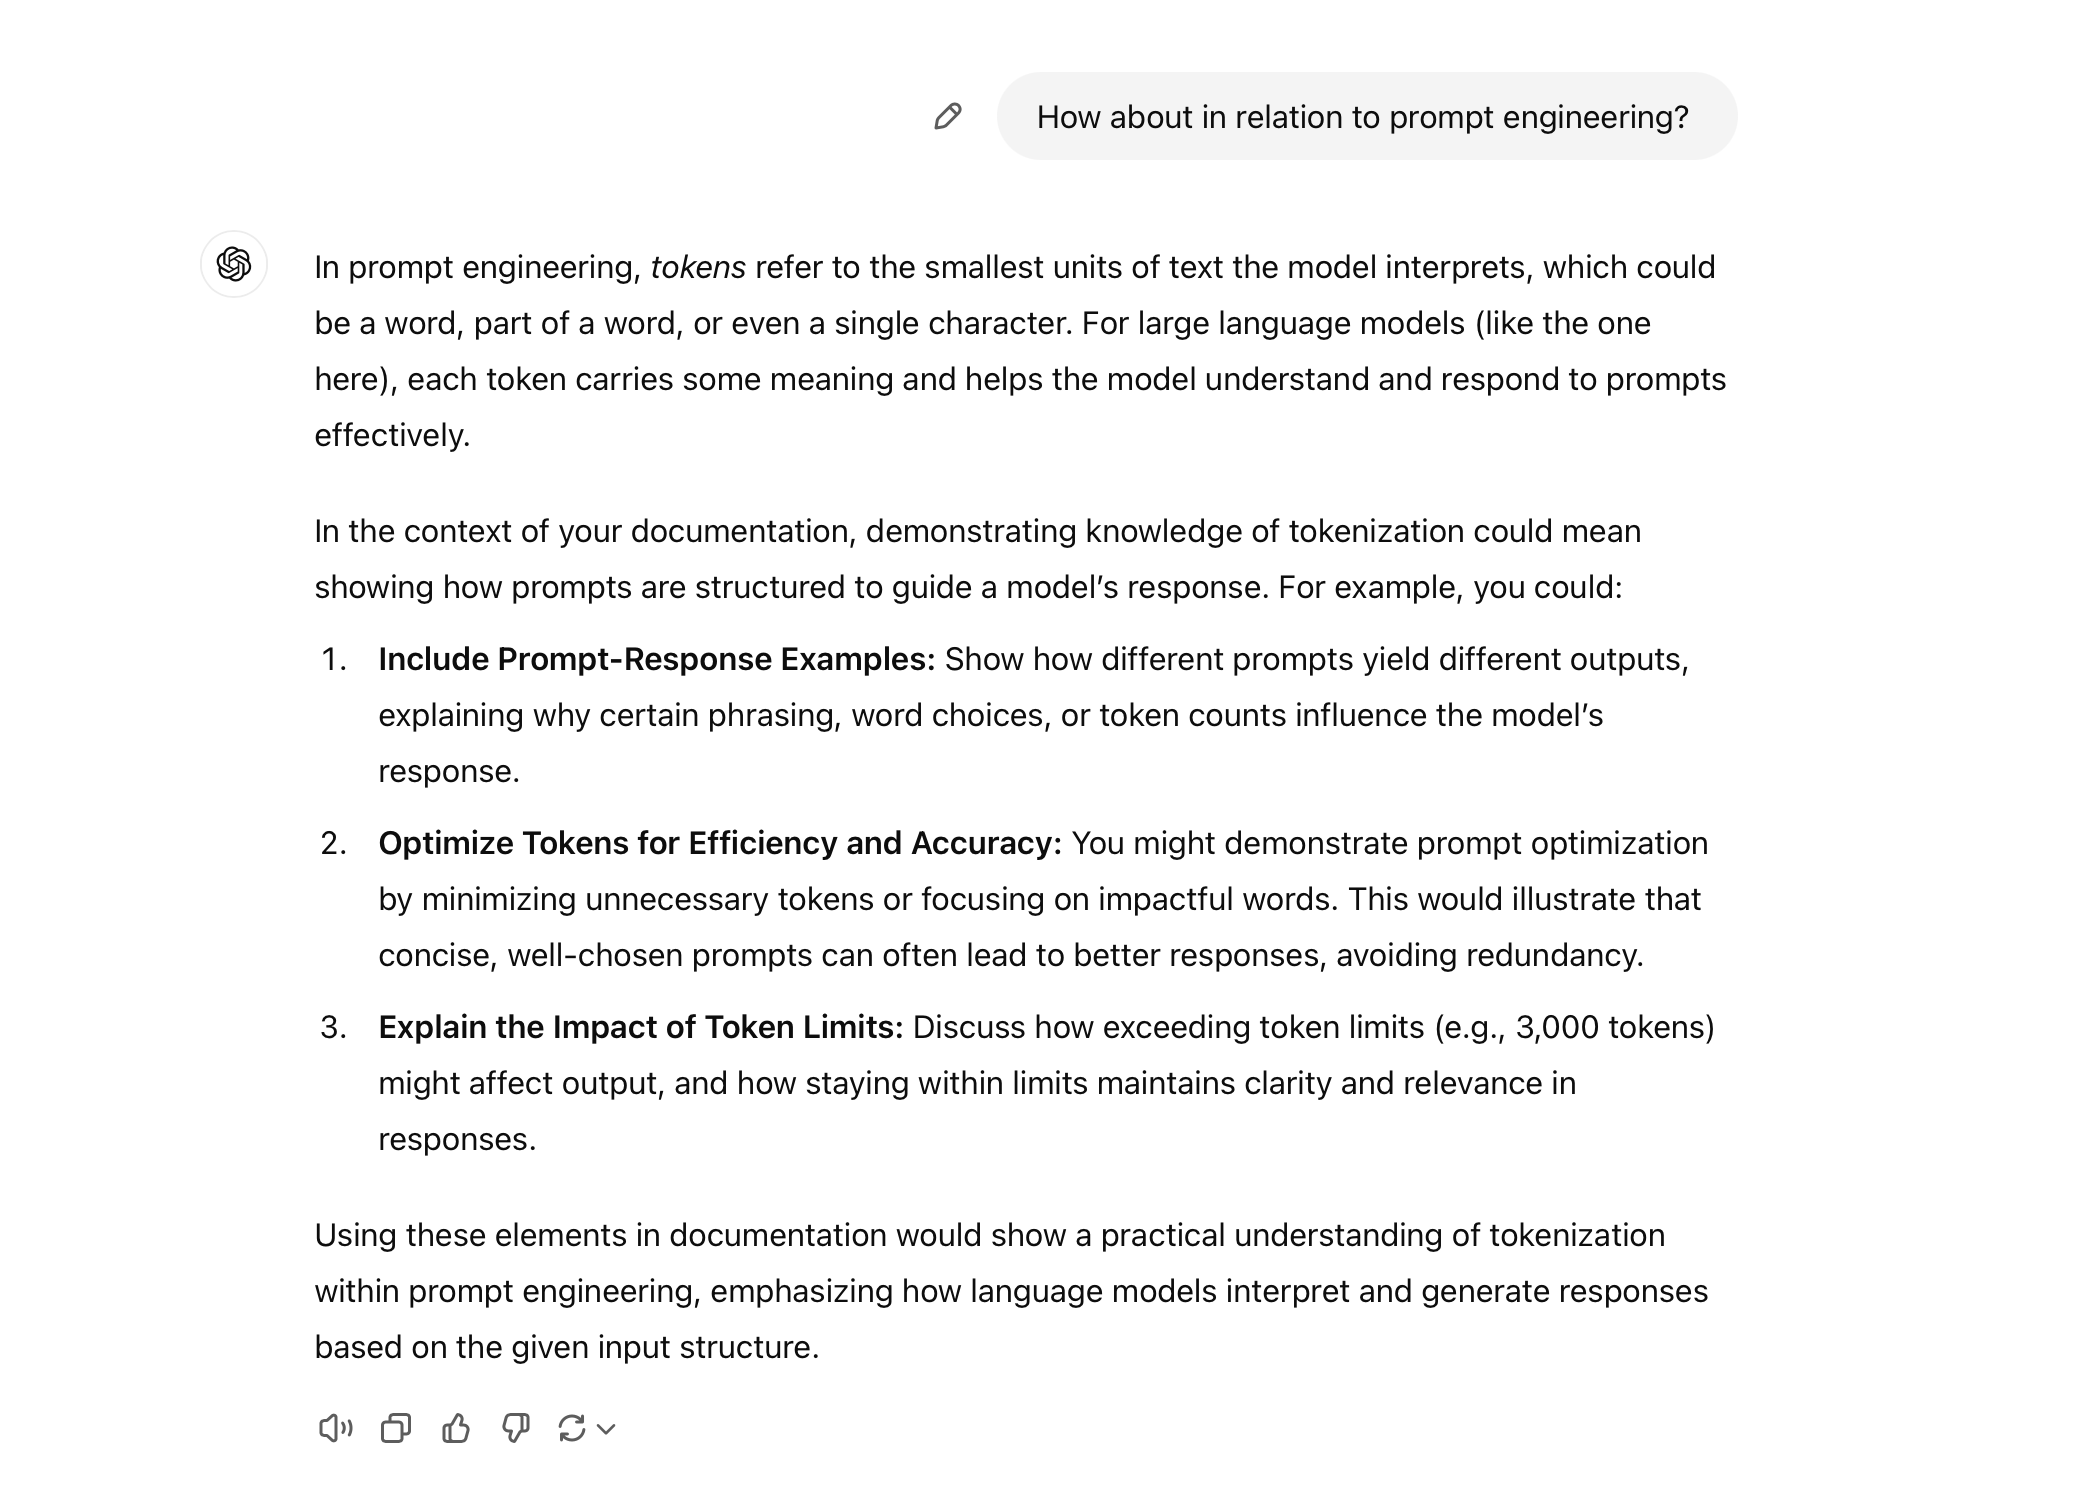 How about in relation to prompt engineering?
In prompt engineering, tokens refer to the smallest units of text the model interprets, which could
be a word, part of a word, or even a single character. For large language models (like the one
here), each token carries some meaning and helps the model understand and respond to prompts
effectively.
In the context of your documentation, demonstrating knowledge of tokenization could mean
showing how prompts are structured to guide a model’s response. For example, you could:
1. Include Prompt-Response Examples: Show how different prompts yield different outputs,
explaining why certain phrasing, word choices, or token counts influence the model’s
response.
2. Optimize Tokens for Efficiency and Accuracy: You might demonstrate prompt optimization
by minimizing unnecessary tokens or focusing on impactful words. This would illustrate that
concise, well-chosen prompts can often lead to better responses, avoiding redundancy.
3. Explain the Impact of Token Limits: Discuss how exceeding token limits (e.g., 3,000 tokens)
might affect output, and how staying within limits maintains clarity and relevance in
responses.
Using these elements in documentation would show a practical understanding of tokenization
within prompt engineering, emphasizing how language models interpret and generate responses
based on the given input structure.